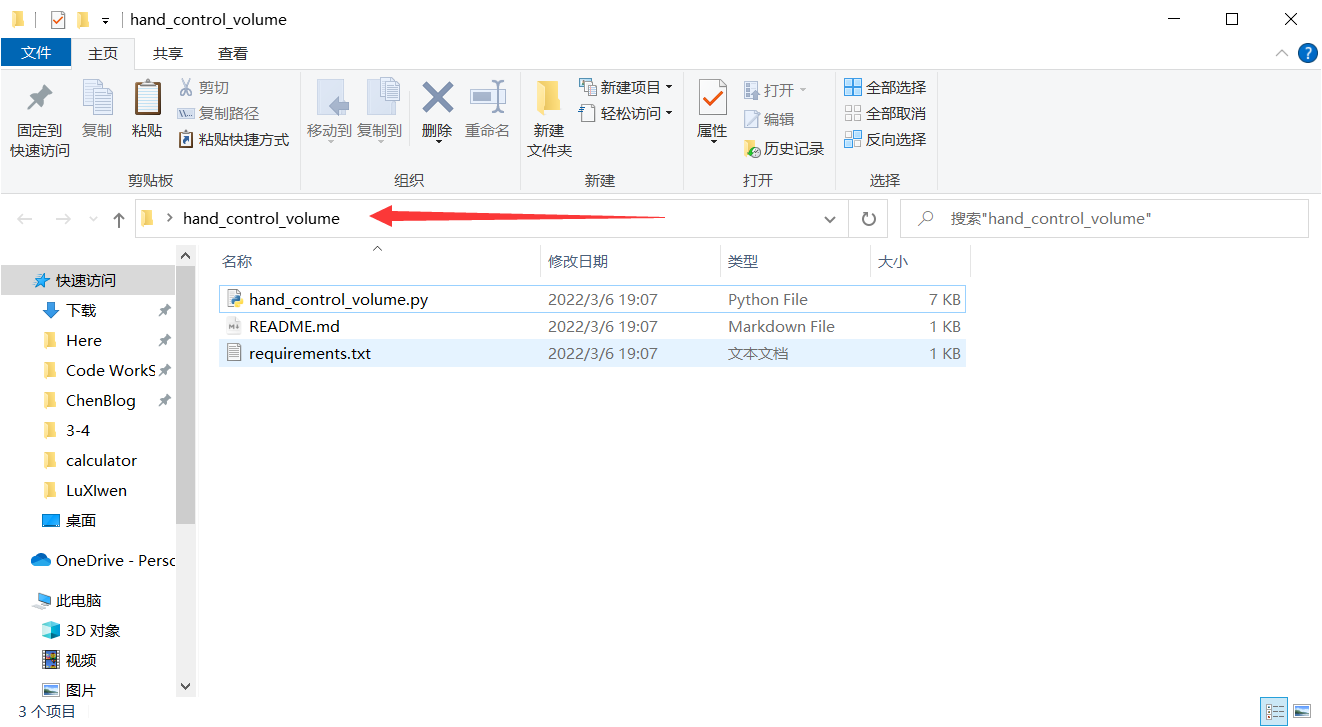 hand_control_volume
文件 主页 共享 查看
固定到
快速访问
复制
粘贴
剪切
复制路径
粘贴快捷方式
剪贴板
移动到 复制到 删除 重命名
组织
新建
文件夹
新建项目
轻松访问
新建
属性
打开
编辑
历史记录
打开
全部选择
全部取消
反向选择
选择
hand_control_volume
搜索"hand_control_volume"
名称 修改日期 类型 大小
hand_control_volume.py 2022/3/6 19:07 Python File 7 KB
README.md 2022/3/6 19:07 Markdown File 1 KB
requirements.txt 2022/3/6 19:07 文本文档 1 KB
快速访问
下载
Here
Code WorkS
ChenBlog
3-4
calculator
LuXIwen
桌面
OneDrive - Perso
此电脑
3D 对象
视频
图片
3 个项目